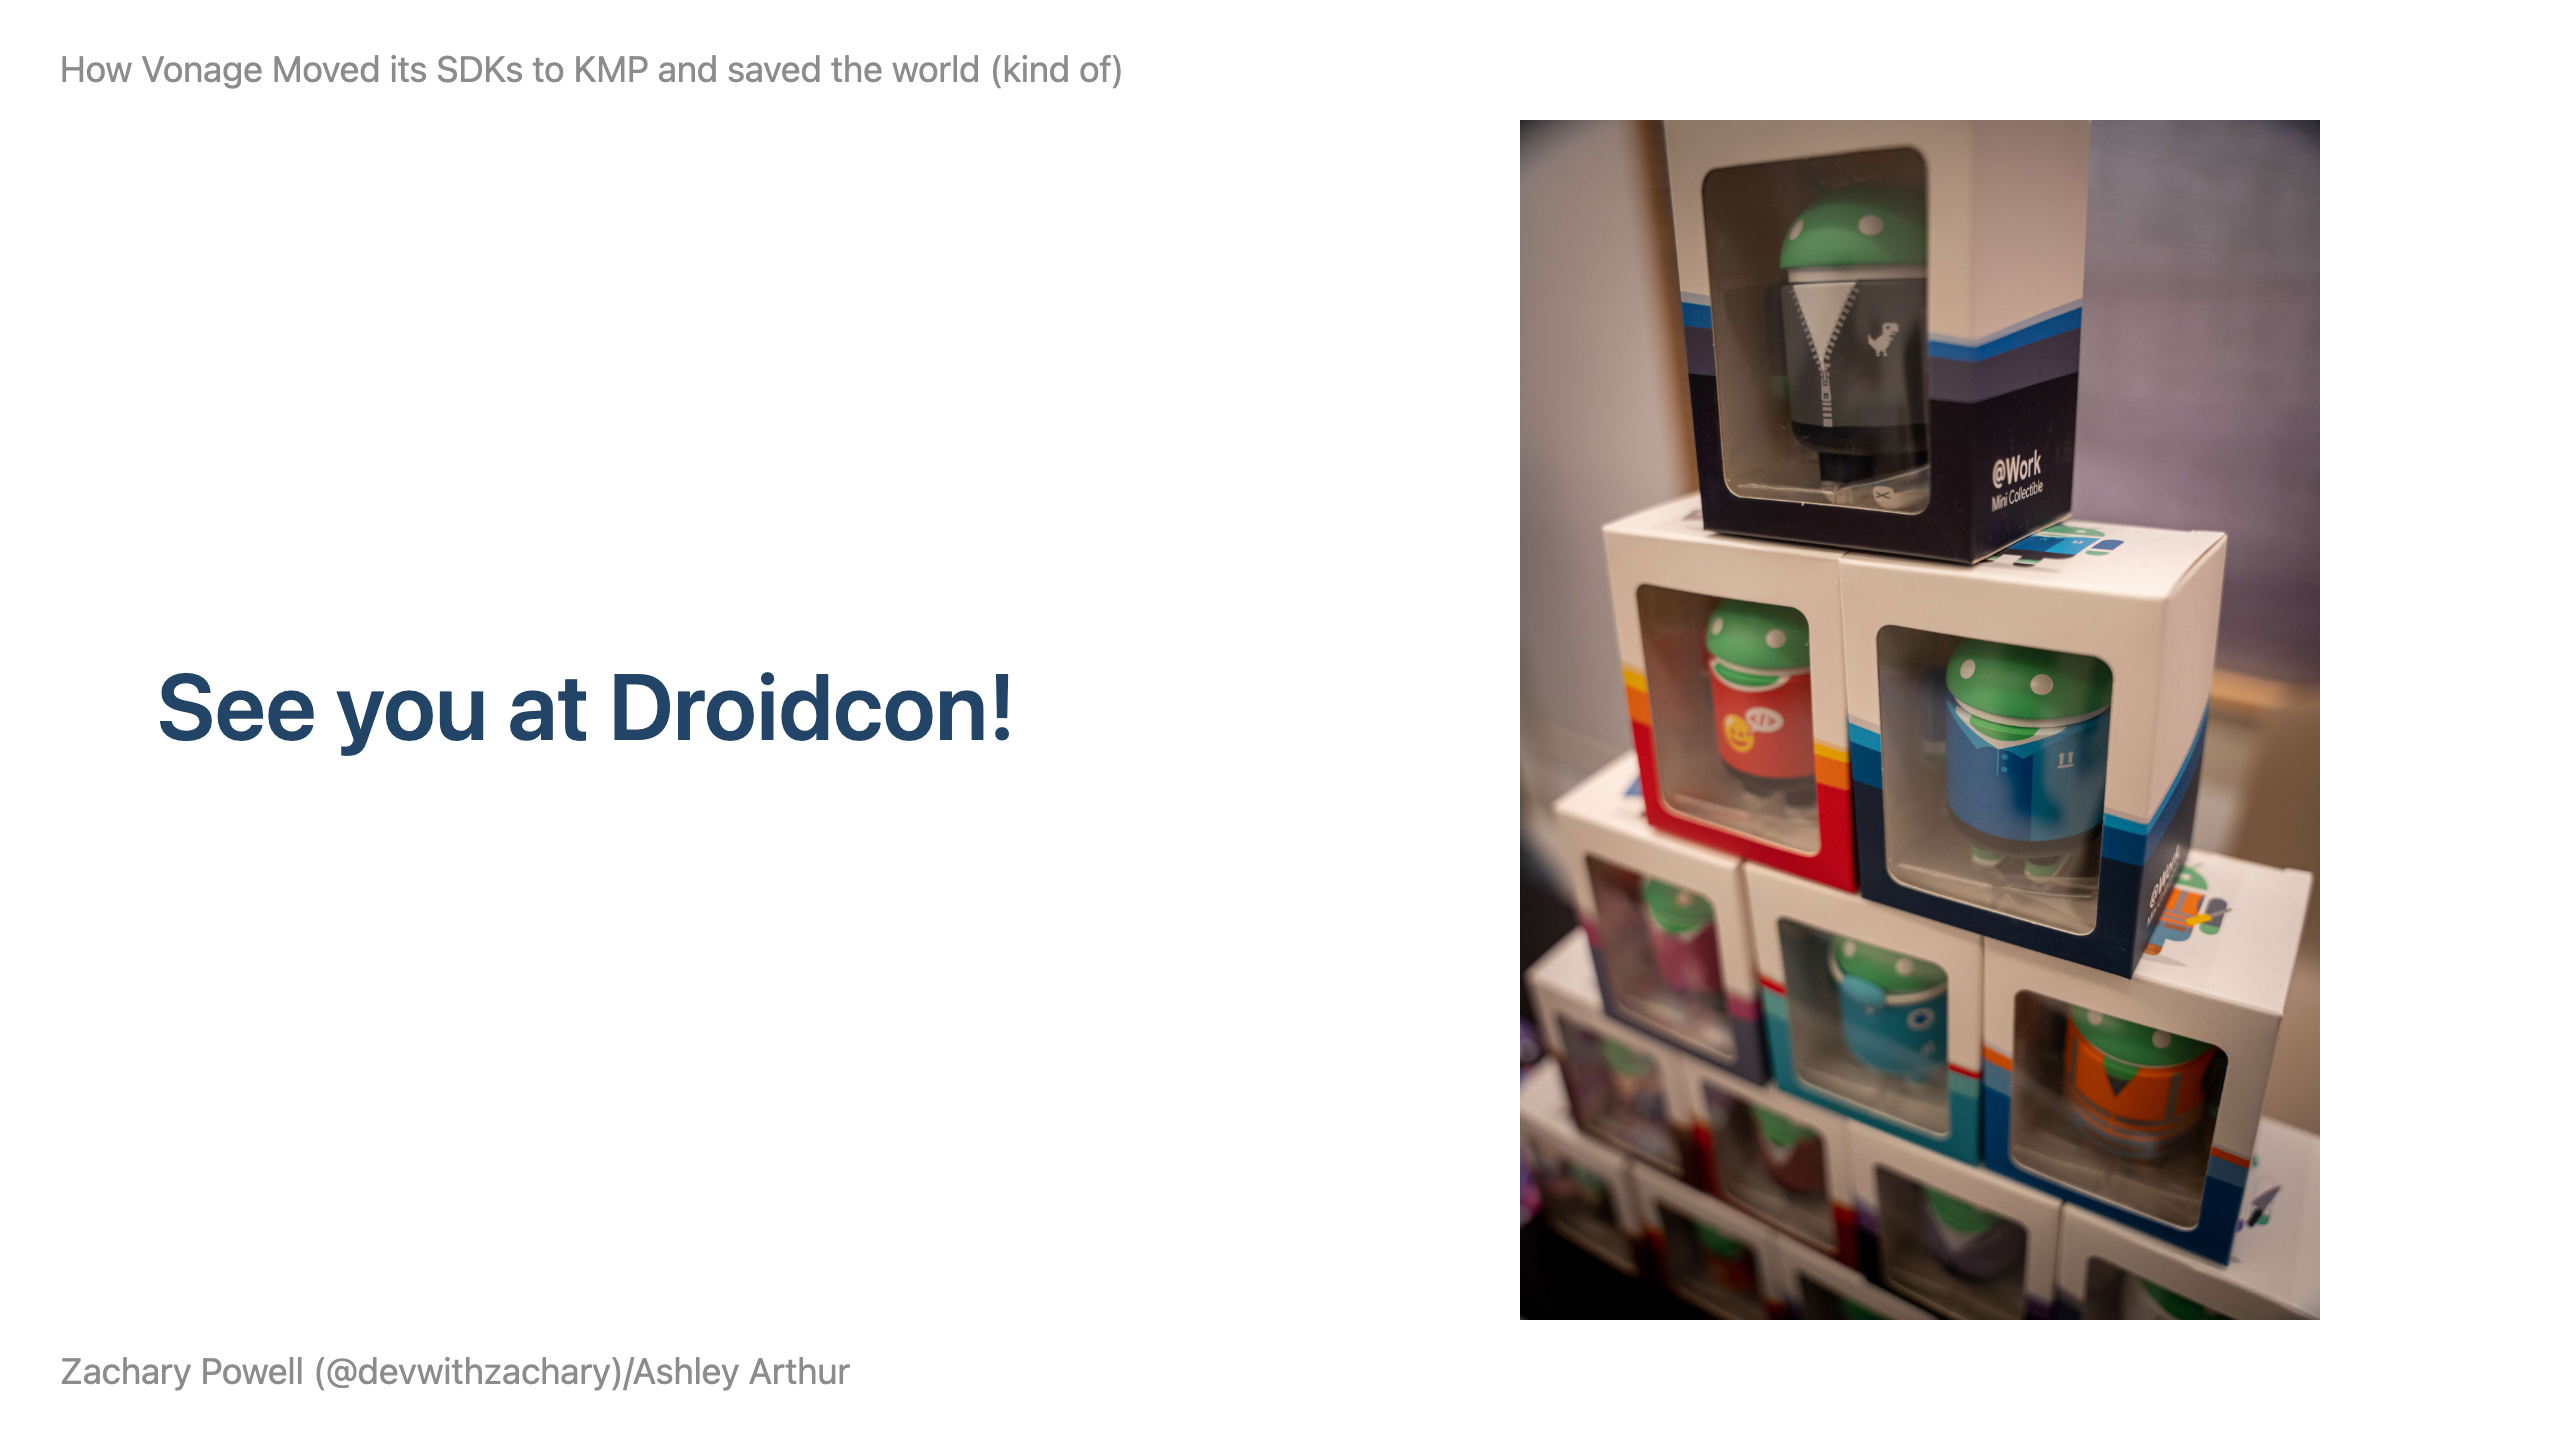 How Vonage Moved its SDKs to KMP and saved the world (kind of)
See you at Droidcon!
@Work
Mini Collectible
Zachary Powell (@devwithzachary)/Ashley Arthur